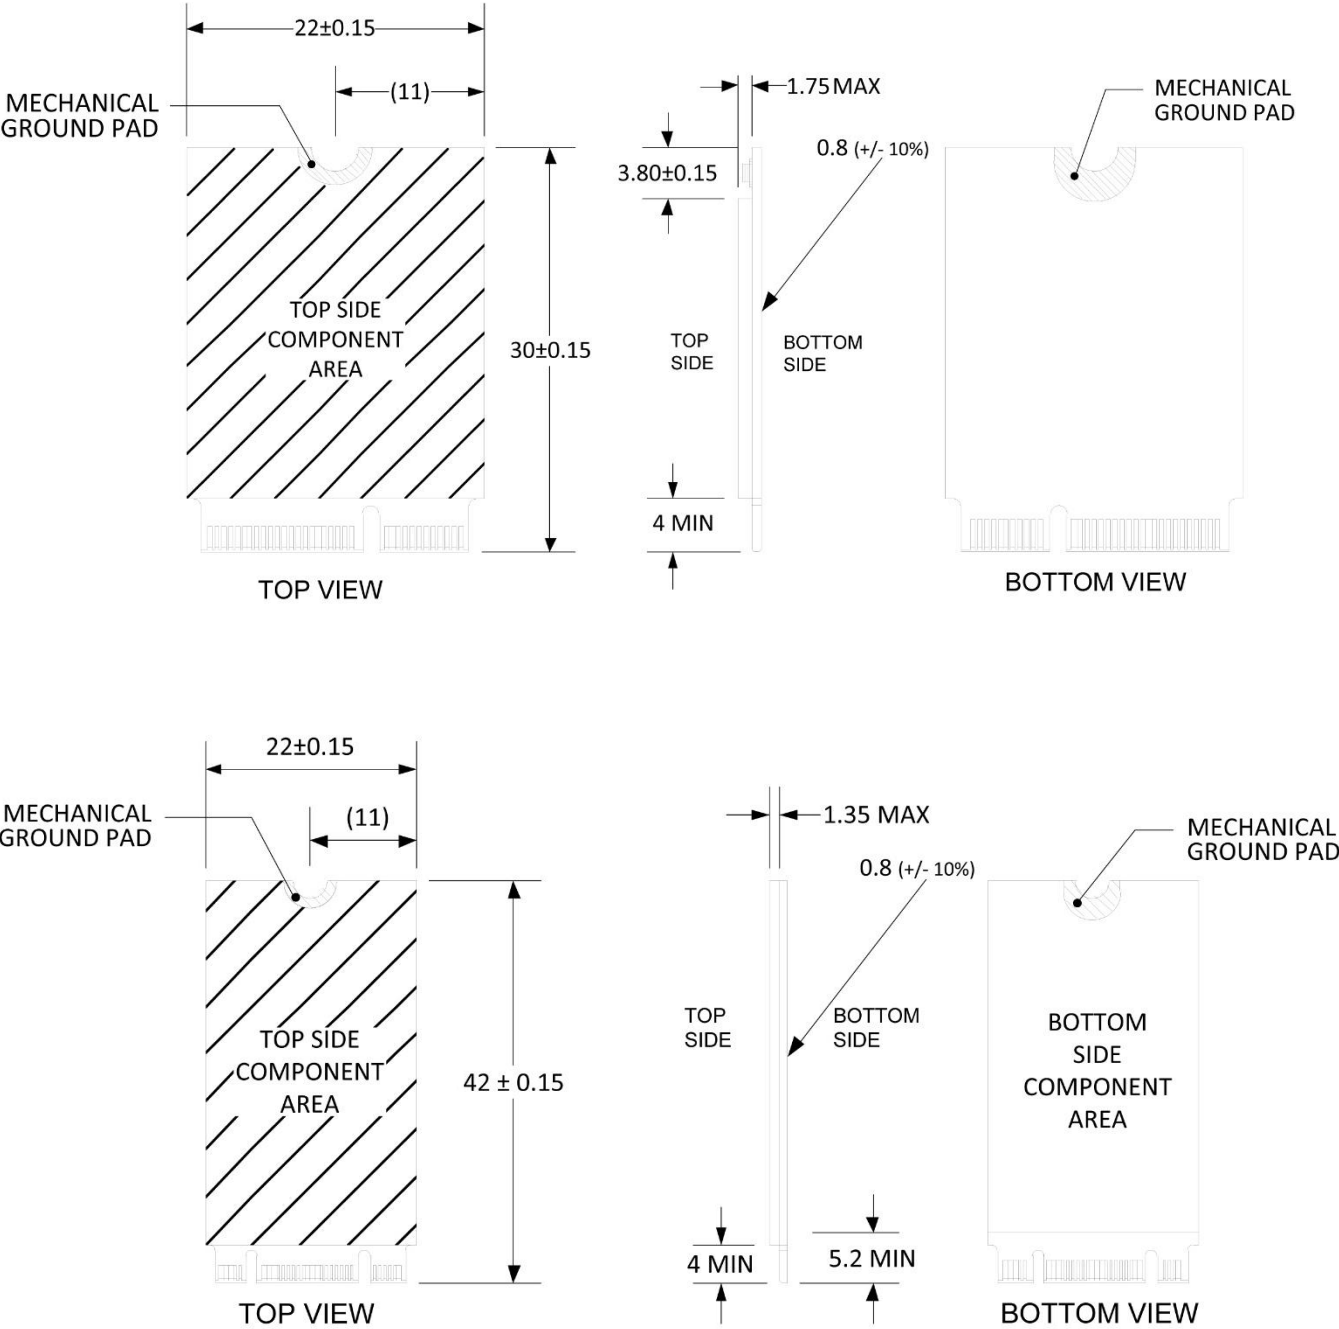 22±0.15
(11)
MECHANICAL
GROUND PAD
TOP SIDE
COMPONENT
AREA
30±0.15
TOP VIEW
1.75 MAX
3.80±0.15
0.8 (+/- 10%)
TOP
SIDE
BOTTOM
SIDE
4 MIN
MECHANICAL
GROUND PAD
BOTTOM VIEW
22±0.15
(11)
MECHANICAL
GROUND PAD
TOP SIDE
COMPONENT
AREA
42 ± 0.15
TOP VIEW
1.35 MAX
0.8 (+/- 10%)
TOP
SIDE
BOTTOM
SIDE
4 MIN
5.2 MIN
MECHANICAL
GROUND PAD
BOTTOM
SIDE
COMPONENT
AREA
BOTTOM VIEW